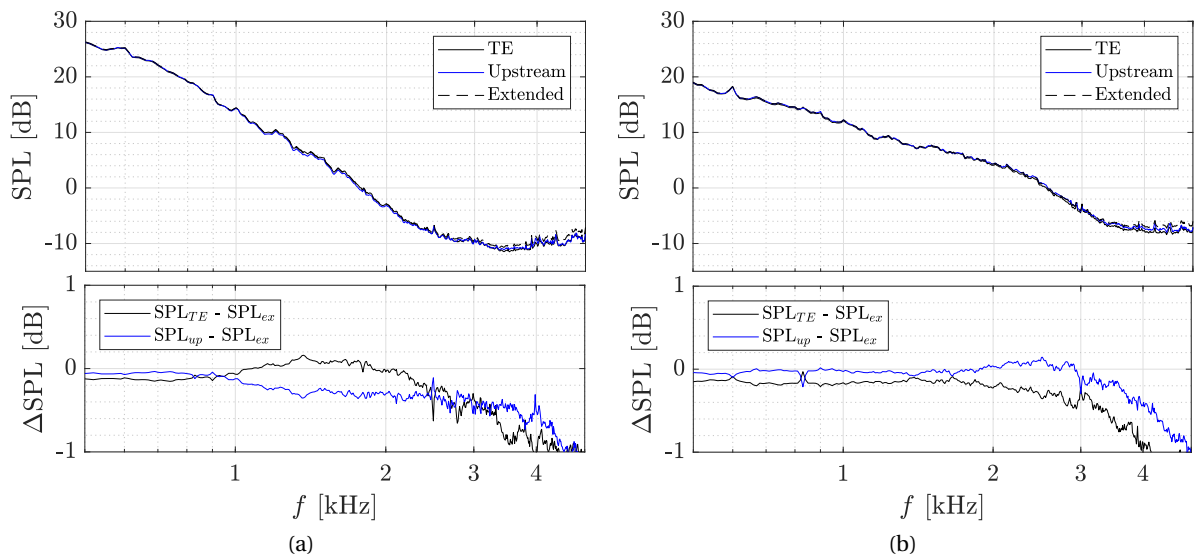 30
20
10
0
-10
SPL [dB]
TE
Upstream
Extended
1
0
-1
ΔSPL [dB]
SPL_TE - SPL_ex
SPL_up - SPL_ex
1 2 3 4
f [kHz]
(a)
30
20
10
0
-10
SPL [dB]
TE
Upstream
Extended
1
0
-1
ΔSPL [dB]
SPL_TE - SPL_ex
SPL_up - SPL_ex
1 2 3 4
f [kHz]
(b)